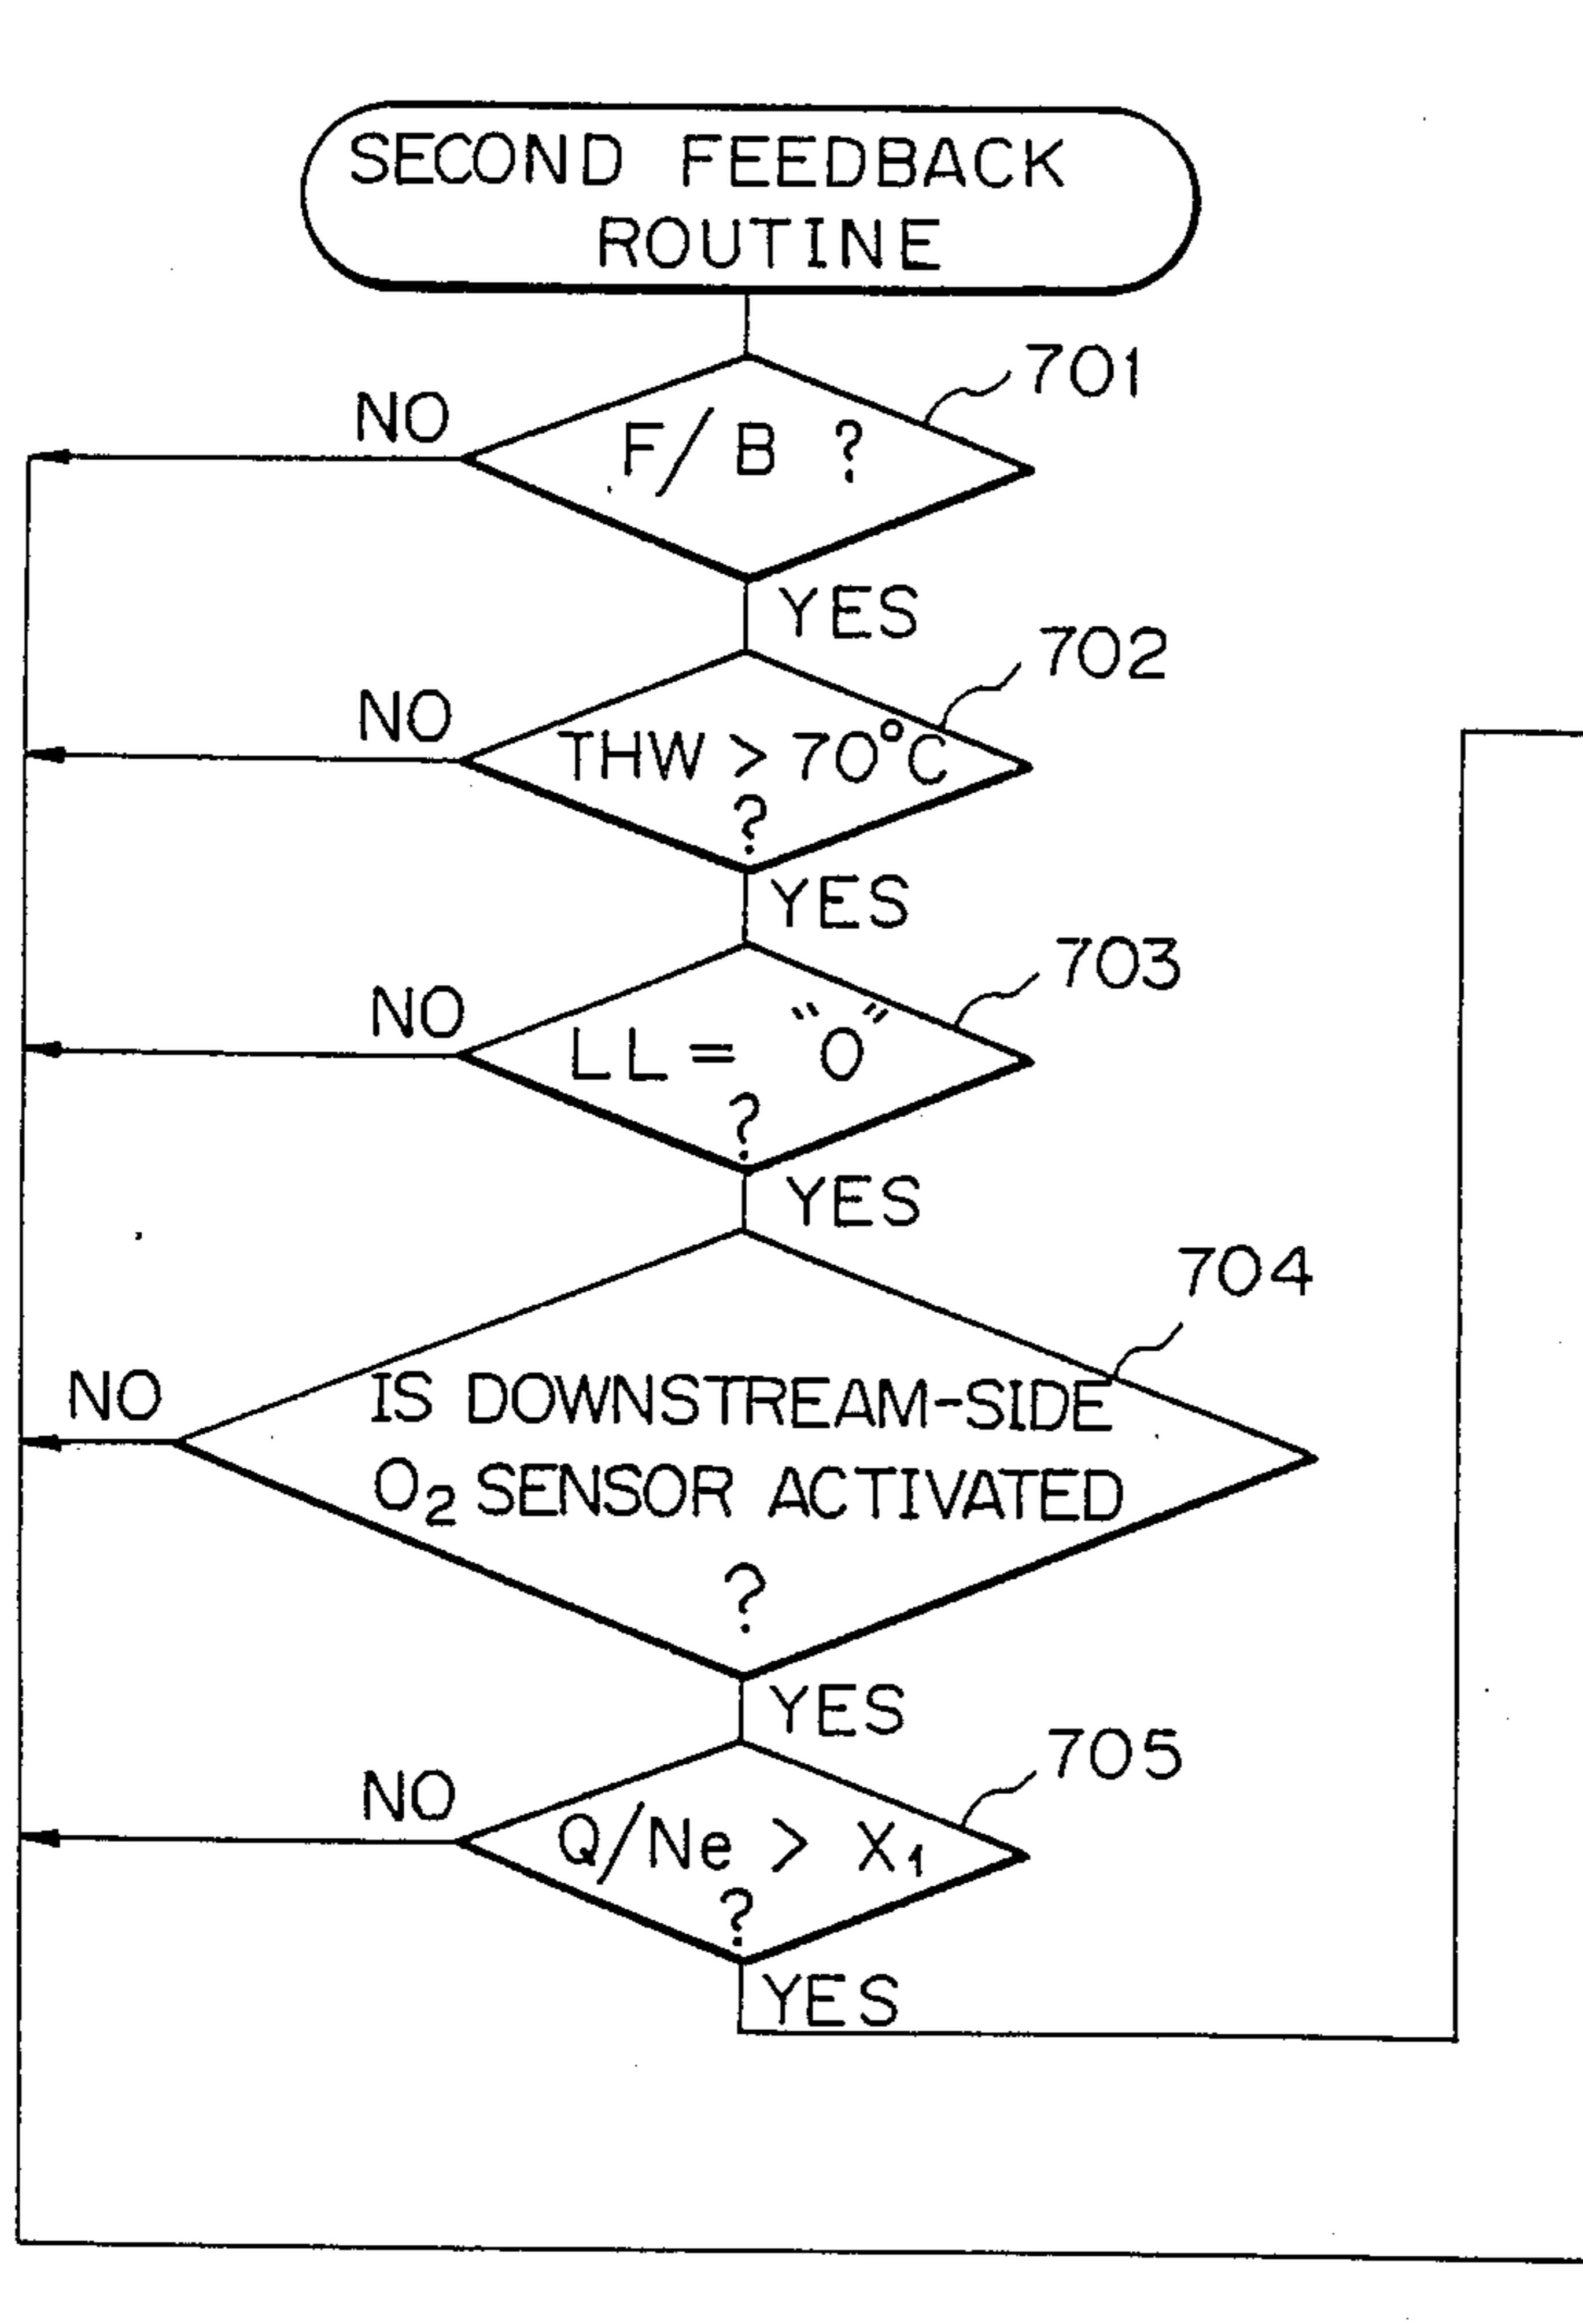 SECOND FEEDBACK
ROUTINE
701
NO
F/B ?
YES
702
NO
THW > 70°C
?
YES
703
NO
LL = "0"
?
YES
704
NO
IS DOWNSTREAM-SIDE
O₂ SENSOR ACTIVATED
?
YES
705
NO
Q/Ne > X₁
?
YES